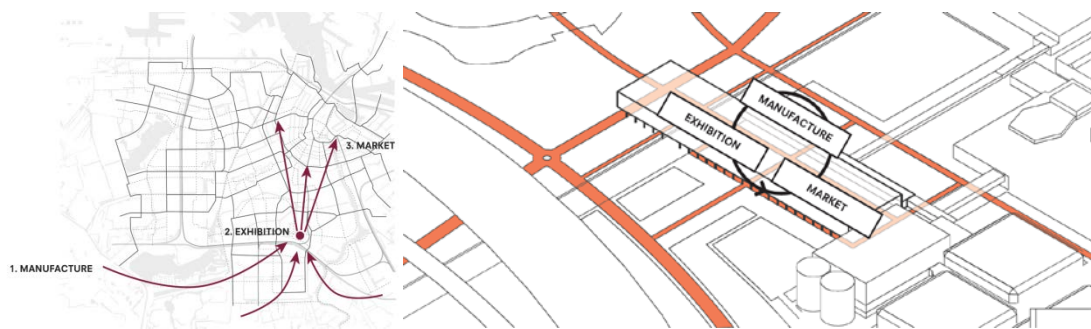 3. MARKET
2. EXHIBITION
1. MANUFACTURE
MANUFACTURE
EXHIBITION
MARKET